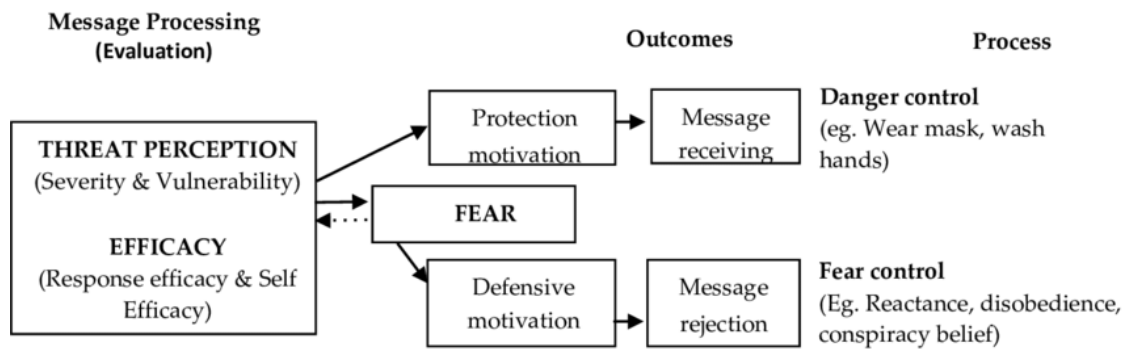 Message Processing
(Evaluation)
Outcomes
Process
THREAT PERCEPTION
(Severity & Vulnerability)
EFFICACY
(Response efficacy & Self
Efficacy)
Protection
motivation
Message
receiving
Danger control
(eg. Wear mask, wash
hands)
FEAR
Defensive
motivation
Message
rejection
Fear control
(Eg. Reactance, disobedience,
conspiracy belief)